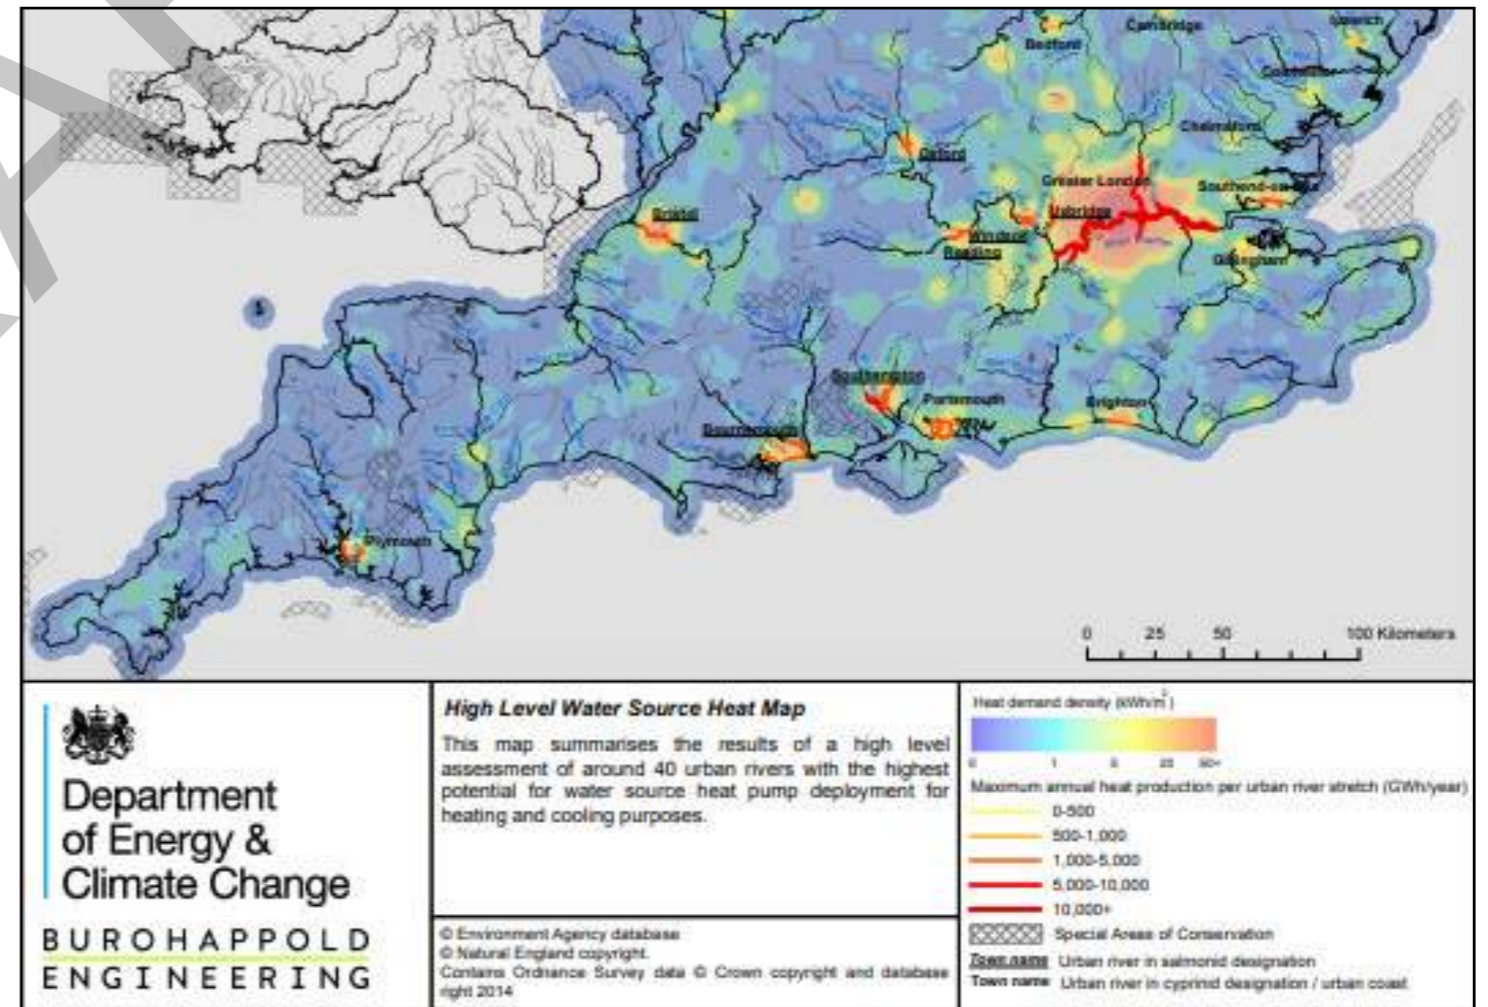 Ipswich
Cambridge
Bedford
Colchester
Chelmsford
Oxford
Greater London
Southend-on-Sea
Uxbridge
Bristol
Windsor
Reading
Gillingham
Southampton
Portsmouth
Brighton
Bournemouth
Plymouth
0 25 50 100 Kilometers
Department
of Energy &
Climate Change
BUROHAPPOLD
ENGINEERING
High Level Water Source Heat Map
This map summarises the results of a high level
assessment of around 40 urban rivers with the highest
potential for water source heat pump deployment for
heating and cooling purposes.
© Environment Agency database
© Natural England copyright.
Contains Ordnance Survey data © Crown copyright and database
right 2014
Heat demand density (kWh/m²)
0 1 50+
Maximum annual heat production per urban river stretch (GWh/year)
0-500
500-1,000
1,000-5,000
5,000-10,000
10,000+
Special Areas of Conservation
Town name Urban river in salmonid designation
Town name Urban river in cyprinid designation / urban coast